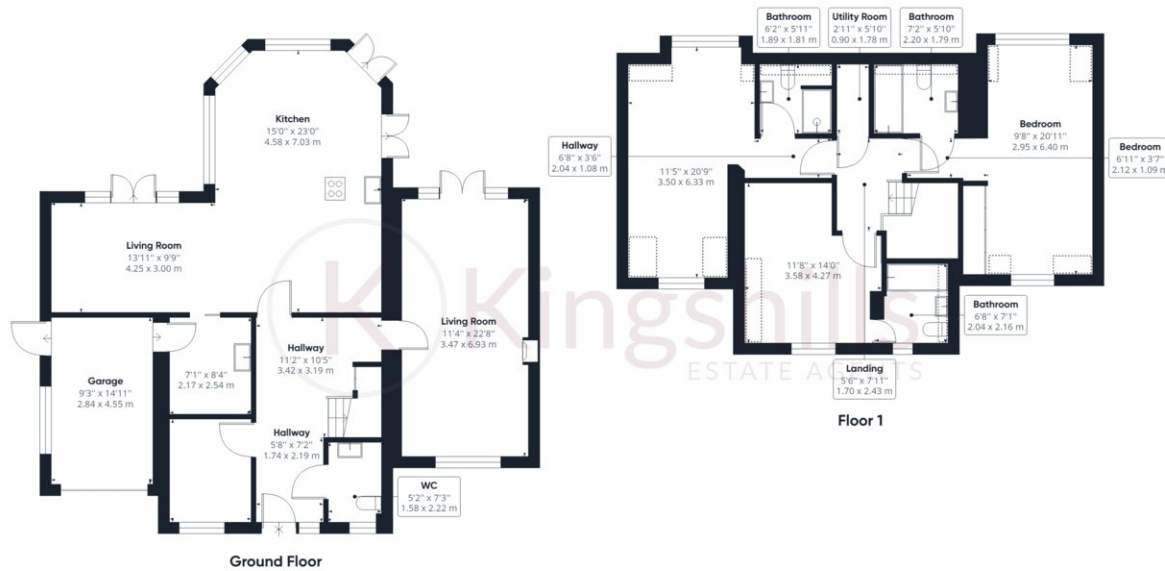 Kitchen
15'0" x 23'0"
4.58 x 7.03 m
Living Room
13'11" x 9'9"
4.25 x 3.00 m
Living Room
11'4" x 22'8"
3.47 x 6.93 m
Hallway
11'2" x 10'5"
3.42 x 3.19 m
Garage
9'3" x 14'11"
2.84 x 4.55 m
7'1" x 8'4"
2.17 x 2.54 m
Hallway
5'8" x 7'2"
1.74 x 2.19 m
WC
5'2" x 7'3"
1.58 x 2.22 m
Ground Floor
Bathroom
6'2" x 5'11"
1.89 x 1.81 m
Utility Room
2'11" x 5'10"
0.90 x 1.78 m
Bathroom
7'2" x 5'10"
2.20 x 1.79 m
Hallway
6'8" x 3'6"
2.04 x 1.08 m
11'5" x 20'9"
3.50 x 6.33 m
Bedroom
9'8" x 20'11"
2.95 x 6.40 m
Bedroom
6'11" x 3'7"
2.12 x 1.09 m
11'8" x 14'0"
3.58 x 4.27 m
Bathroom
6'8" x 7'1"
2.04 x 2.16 m
Landing
5'6" x 7'11"
1.70 x 2.43 m
Floor 1
K Kingshills
ESTATE AGENTS